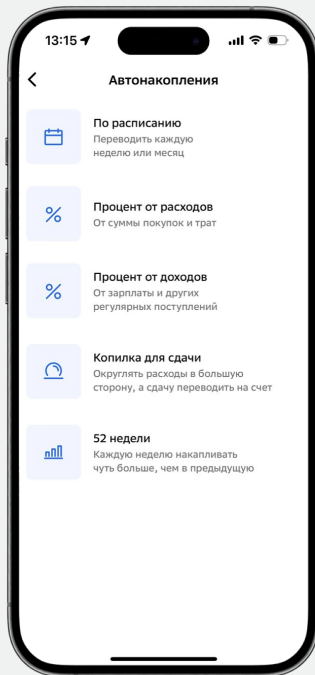 13:15
Автонакопления
По расписанию
Переводить каждую
неделю или месяц
Процент от расходов
От суммы покупок и трат
Процент от доходов
От зарплаты и других
регулярных поступлений
Копилка для сдачи
Округлять расходы в большую
сторону, а сдачу переводить на счет
52 недели
Каждую неделю накапливать
чуть больше, чем в предыдущую